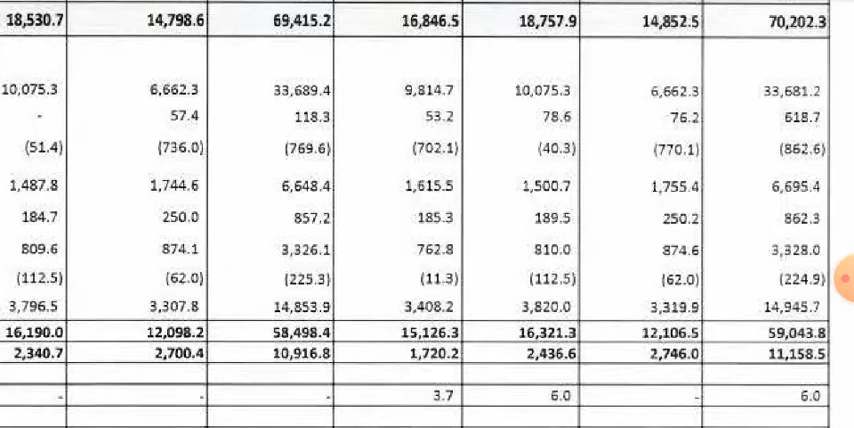 18,530.7 14,798.6 69,415.2 16,846.5 18,757.9 14,852.5 70,202.3
10,075.3 6,662.3 33,689.4 9,814.7 10,075.3 6,662.3 33,681.2
- 57.4 118.3 53.2 78.6 76.2 618.7
(51.4) (736.0) (769.6) (702.1) (40.3) (770.1) (862.6)
1,487.8 1,744.6 6,648.4 1,615.5 1,500.7 1,755.4 6,695.4
184.7 250.0 857.2 185.3 189.5 250.2 862.3
809.6 874.1 3,326.1 762.8 810.0 874.6 3,328.0
(112.5) (62.0) (225.3) (11.3) (112.5) (62.0) (224.9)
3,796.5 3,307.8 14,853.9 3,408.2 3,820.0 3,319.9 14,945.7
16,190.0 12,098.2 58,498.4 15,126.3 16,321.3 12,106.5 59,043.8
2,340.7 2,700.4 10,916.8 1,720.2 2,436.6 2,746.0 11,158.5
- - - 3.7 6.0 - 6.0